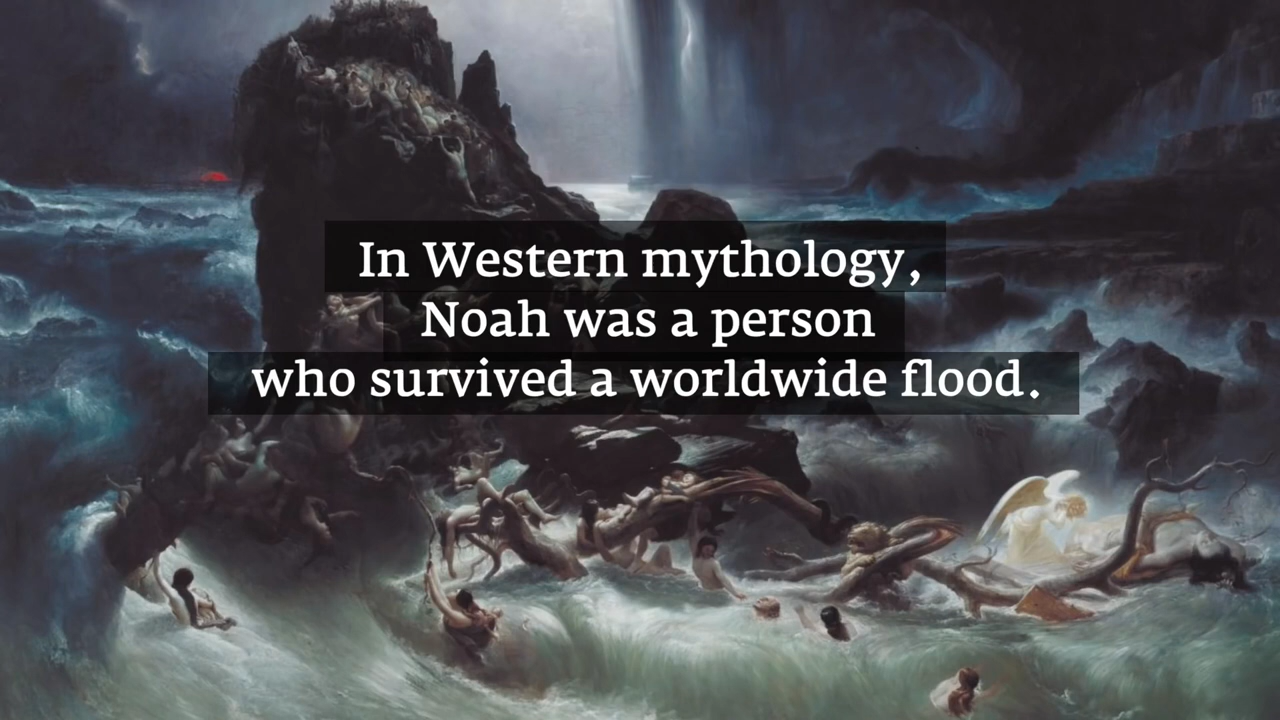 In Western mythology,
Noah was a person
who survived a worldwide flood.